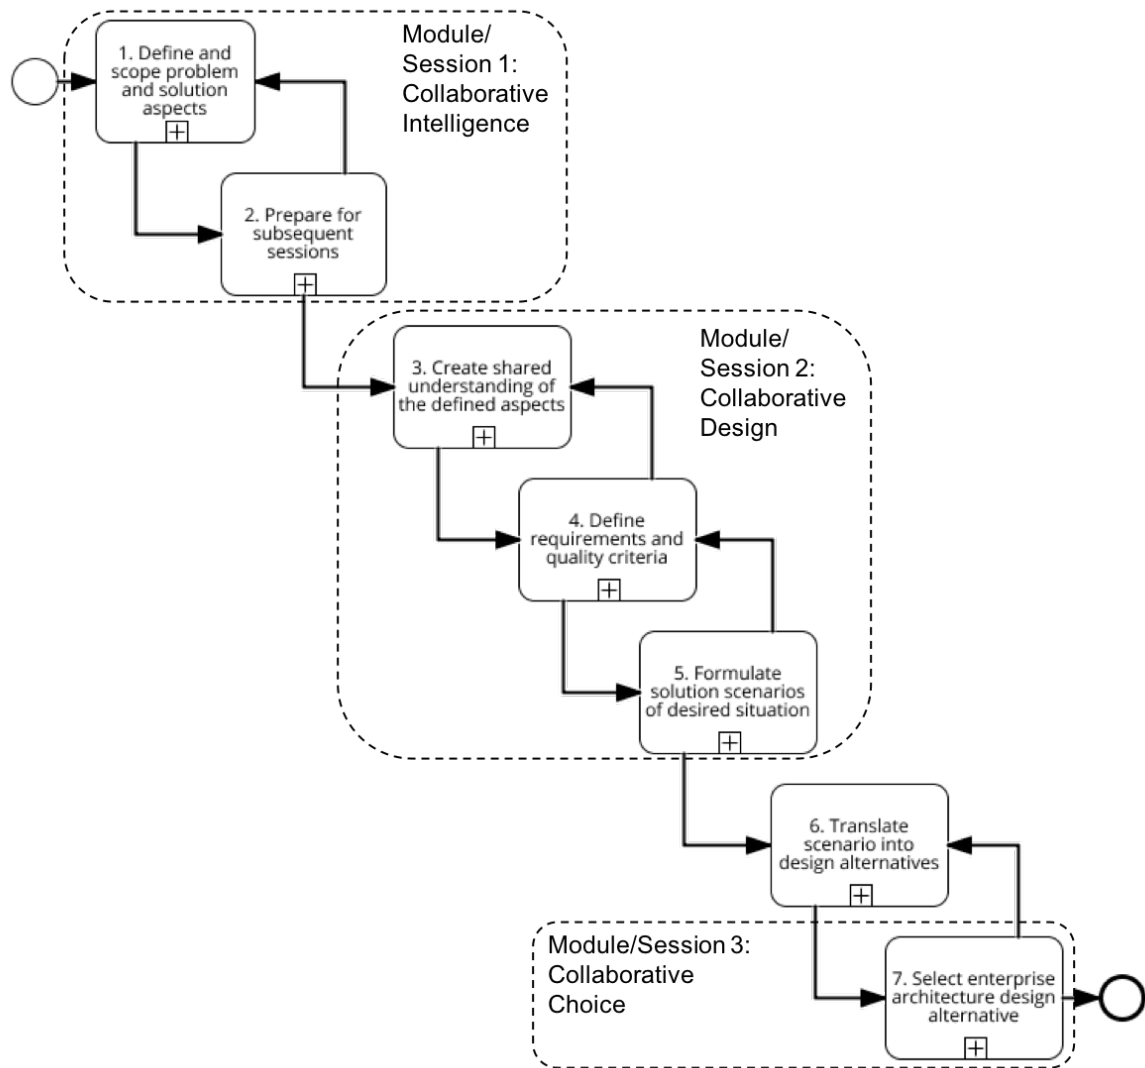 1. Define and
scope problem
and solution
aspects
Module/
Session 1:
Collaborative
Intelligence
2. Prepare for
subsequent
sessions
3. Create shared
understanding of
the defined aspects
Module/
Session 2:
Collaborative
Design
4. Define
requirements and
quality criteria
5. Formulate
solution scenarios
of desired situation
6. Translate
scenario into
design alternatives
Module/Session 3:
Collaborative
Choice
7. Select enterprise
architecture design
alternative